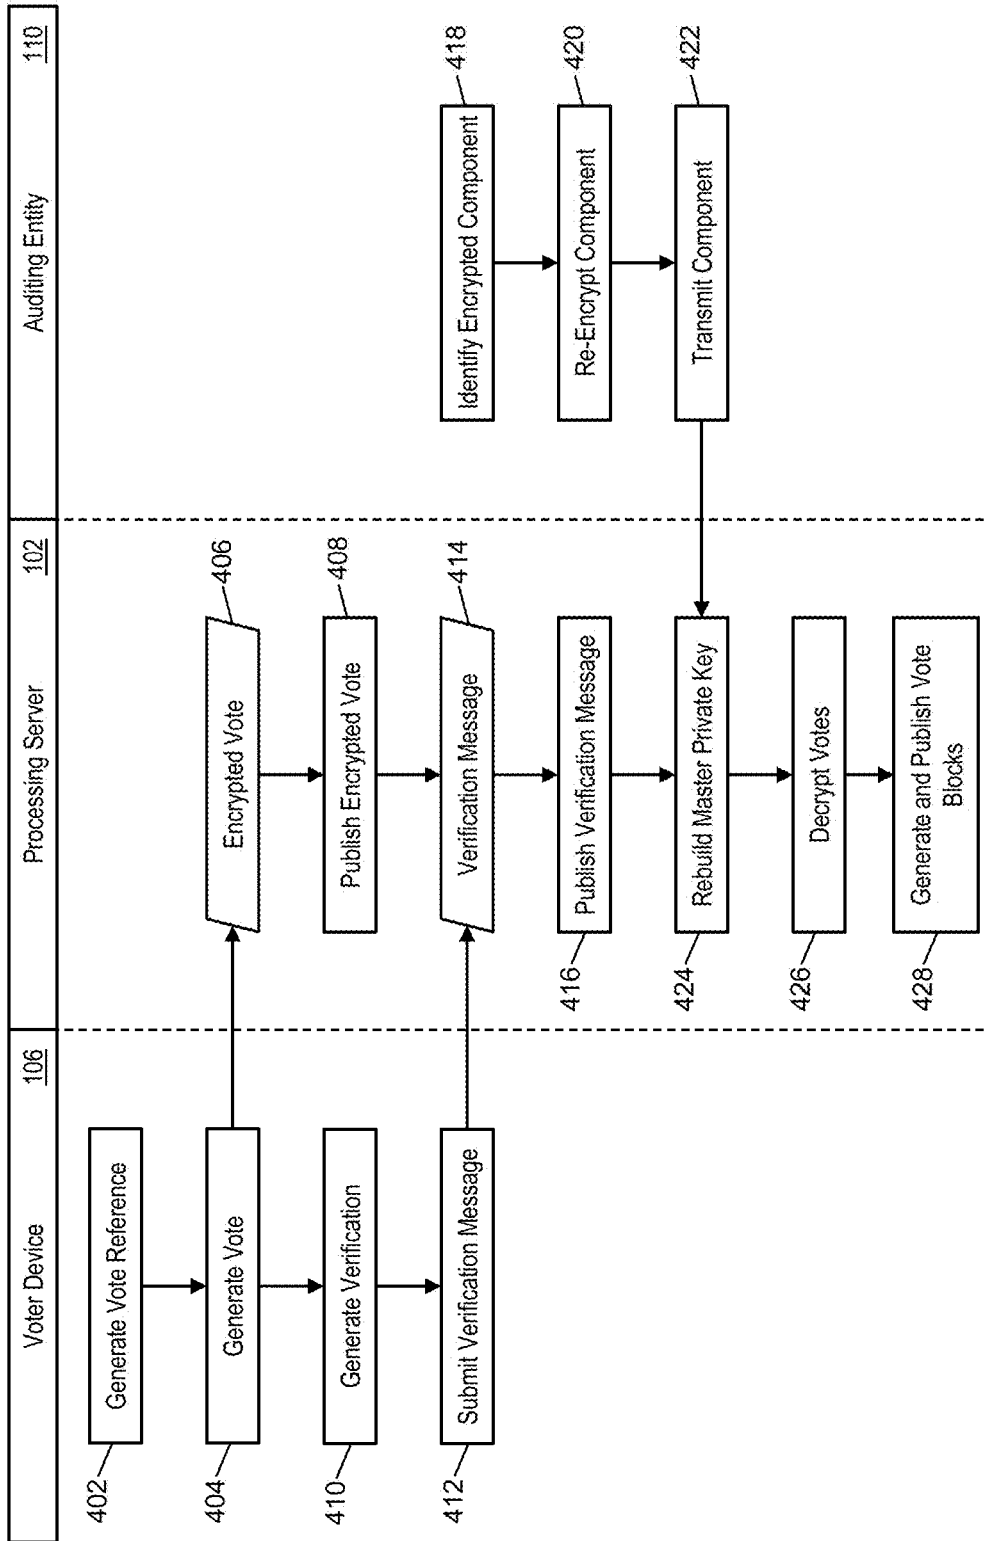 Voter Device 106
Processing Server 102
Auditing Entity 110
402
Generate Vote Reference
404
Generate Vote
Encrypted Vote
406
Publish Encrypted Vote
408
410
Generate Verification
412
Submit Verification Message
Verification Message
414
416
Publish Verification Message
Identify Encrypted Component
418
Re-Encrypt Component
420
Transmit Component
422
424
Rebuild Master Private Key
426
Decrypt Votes
428
Generate and Publish Vote
Blocks